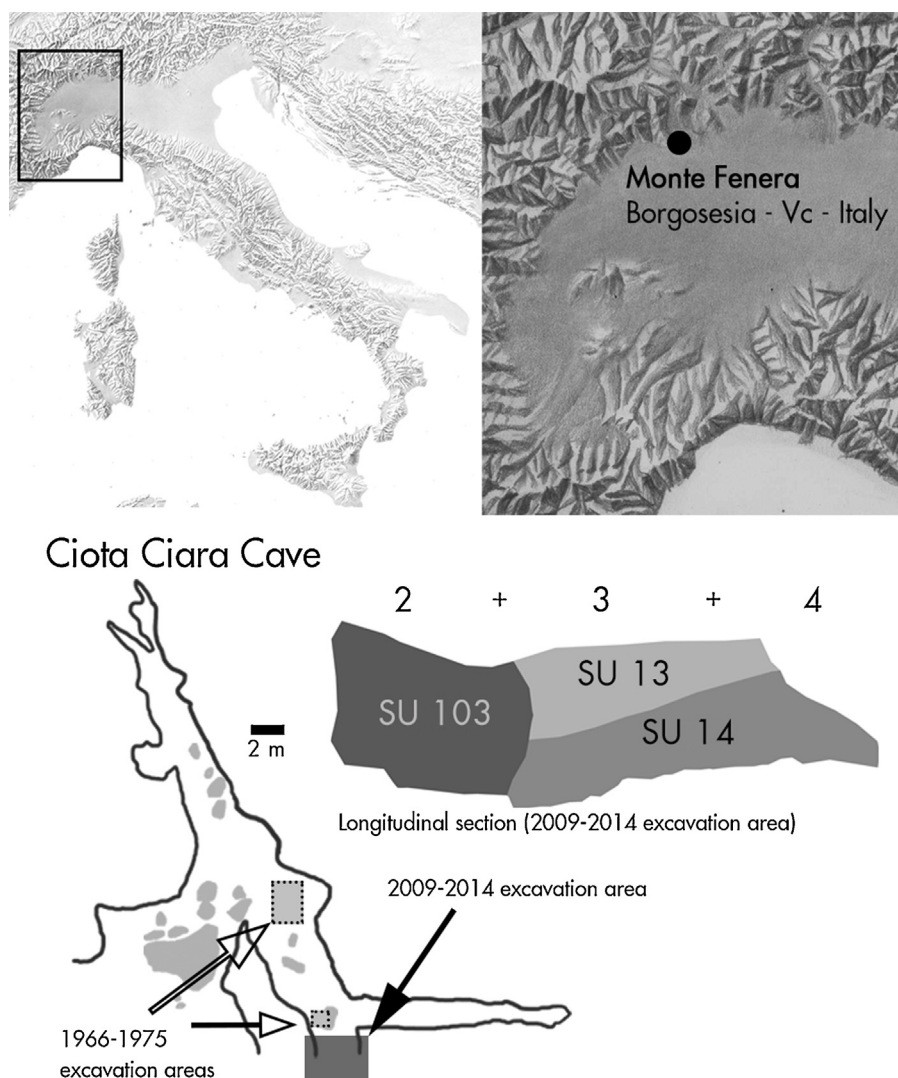 Monte Fenera
Borgosesia - Vc - Italy
Ciota Ciara Cave
2 + 3 + 4
SU 103
SU 13
SU 14
2 m
Longitudinal section (2009-2014 excavation area)
2009-2014 excavation area
1966-1975
excavation areas